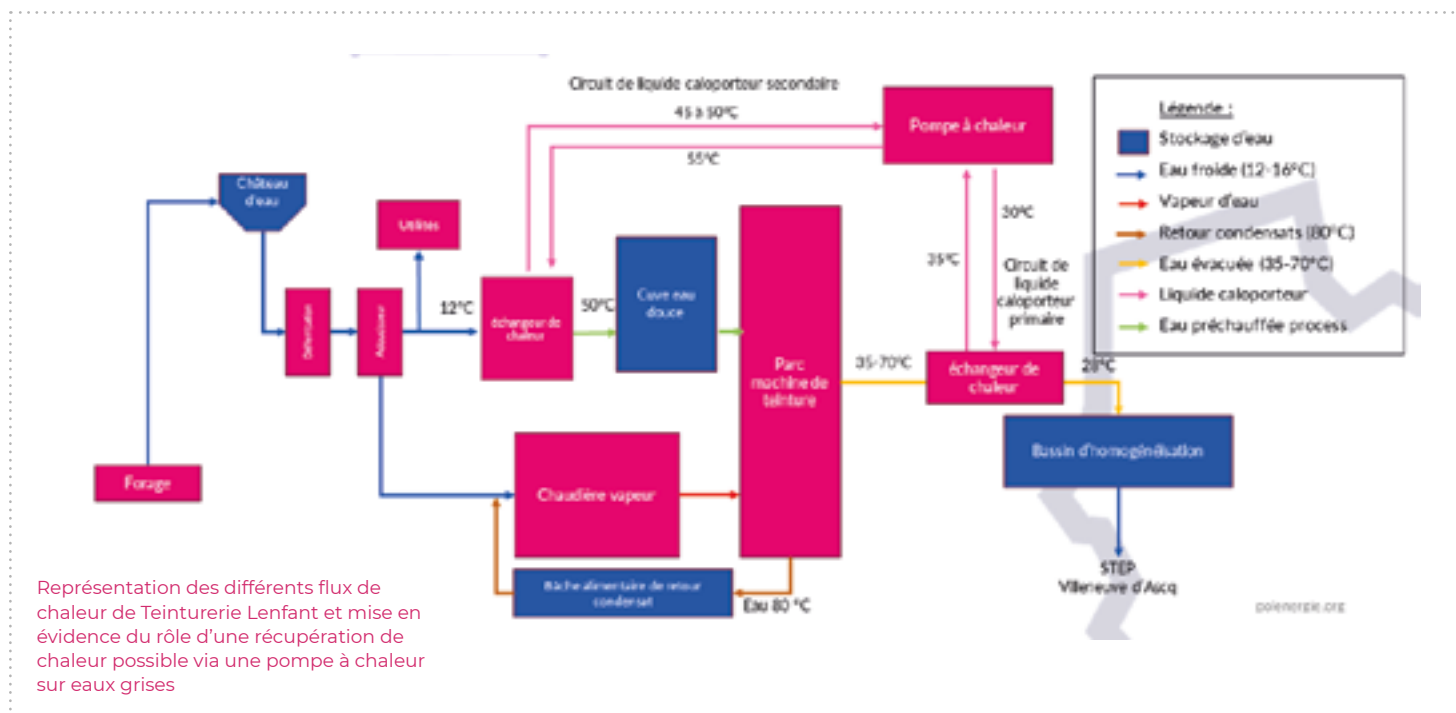 Circuit de liquide caloporteur secondaire
45 à 50°C
55°C
Pompe à chaleur
Légende :
Stockage d'eau
Eau froide (12-16°C)
Vapeur d'eau
Retour condensats (80°C)
Eau évacuée (35-70°C)
Liquide caloporteur
Eau préchauffée process
Château
d'eau
Utilités
12°C
échangeur de
chaleur
50°C
Cuve eau
douce
Parc
machine de
teinture
35°C
30°C
Circuit de
liquide
caloporteur
primaire
35-70°C
échangeur de
chaleur
20°C
Bassin d'homogénéisation
STEP
Villeneuve d'Ascq
Forage
Chaudière vapeur
Bâche alimentaire de retour
condensat
Eau 80 °C
polenergie.org
Représentation des différents flux de
chaleur de Teinturerie Lenfant et mise en
évidence du rôle d'une récupération de
chaleur possible via une pompe à chaleur
sur eaux grises